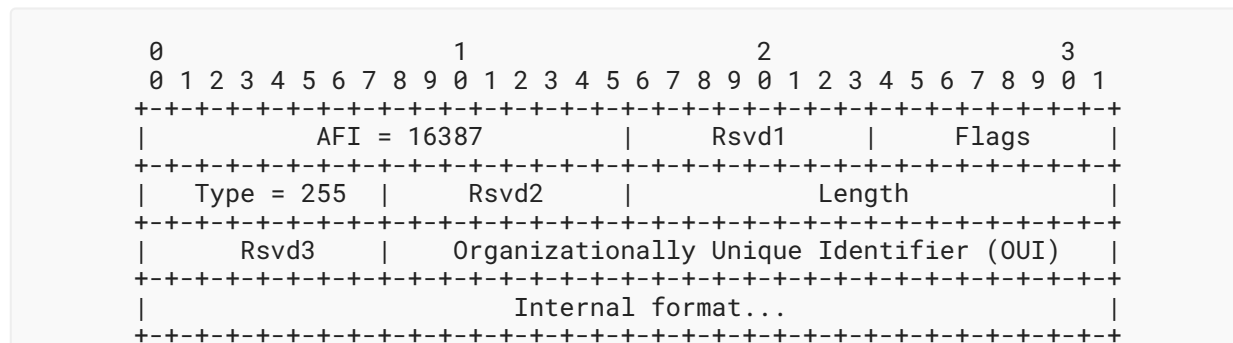 0                   1                   2                   3
 0 1 2 3 4 5 6 7 8 9 0 1 2 3 4 5 6 7 8 9 0 1 2 3 4 5 6 7 8 9 0 1
+-+-+-+-+-+-+-+-+-+-+-+-+-+-+-+-+-+-+-+-+-+-+-+-+-+-+-+-+-+-+-+-+
|           AFI = 16387         |     Rsvd1     |     Flags     |
+-+-+-+-+-+-+-+-+-+-+-+-+-+-+-+-+-+-+-+-+-+-+-+-+-+-+-+-+-+-+-+-+
|   Type = 255  |     Rsvd2     |            Length             |
+-+-+-+-+-+-+-+-+-+-+-+-+-+-+-+-+-+-+-+-+-+-+-+-+-+-+-+-+-+-+-+-+
|      Rsvd3    |    Organizationally Unique Identifier (OUI)   |
+-+-+-+-+-+-+-+-+-+-+-+-+-+-+-+-+-+-+-+-+-+-+-+-+-+-+-+-+-+-+-+-+
|                        Internal format...                     |
+-+-+-+-+-+-+-+-+-+-+-+-+-+-+-+-+-+-+-+-+-+-+-+-+-+-+-+-+-+-+-+-+